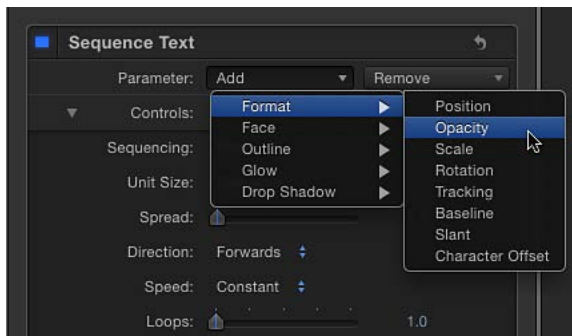 Sequence Text
Parameter: Add Remove
Controls: Format Position
Face Opacity
Sequencing: Outline Scale
Glow Rotation
Unit Size: Drop Shadow Tracking
Spread: Baseline
Slant
Direction: Forwards Character Offset
Speed: Constant
Loops: 1.0